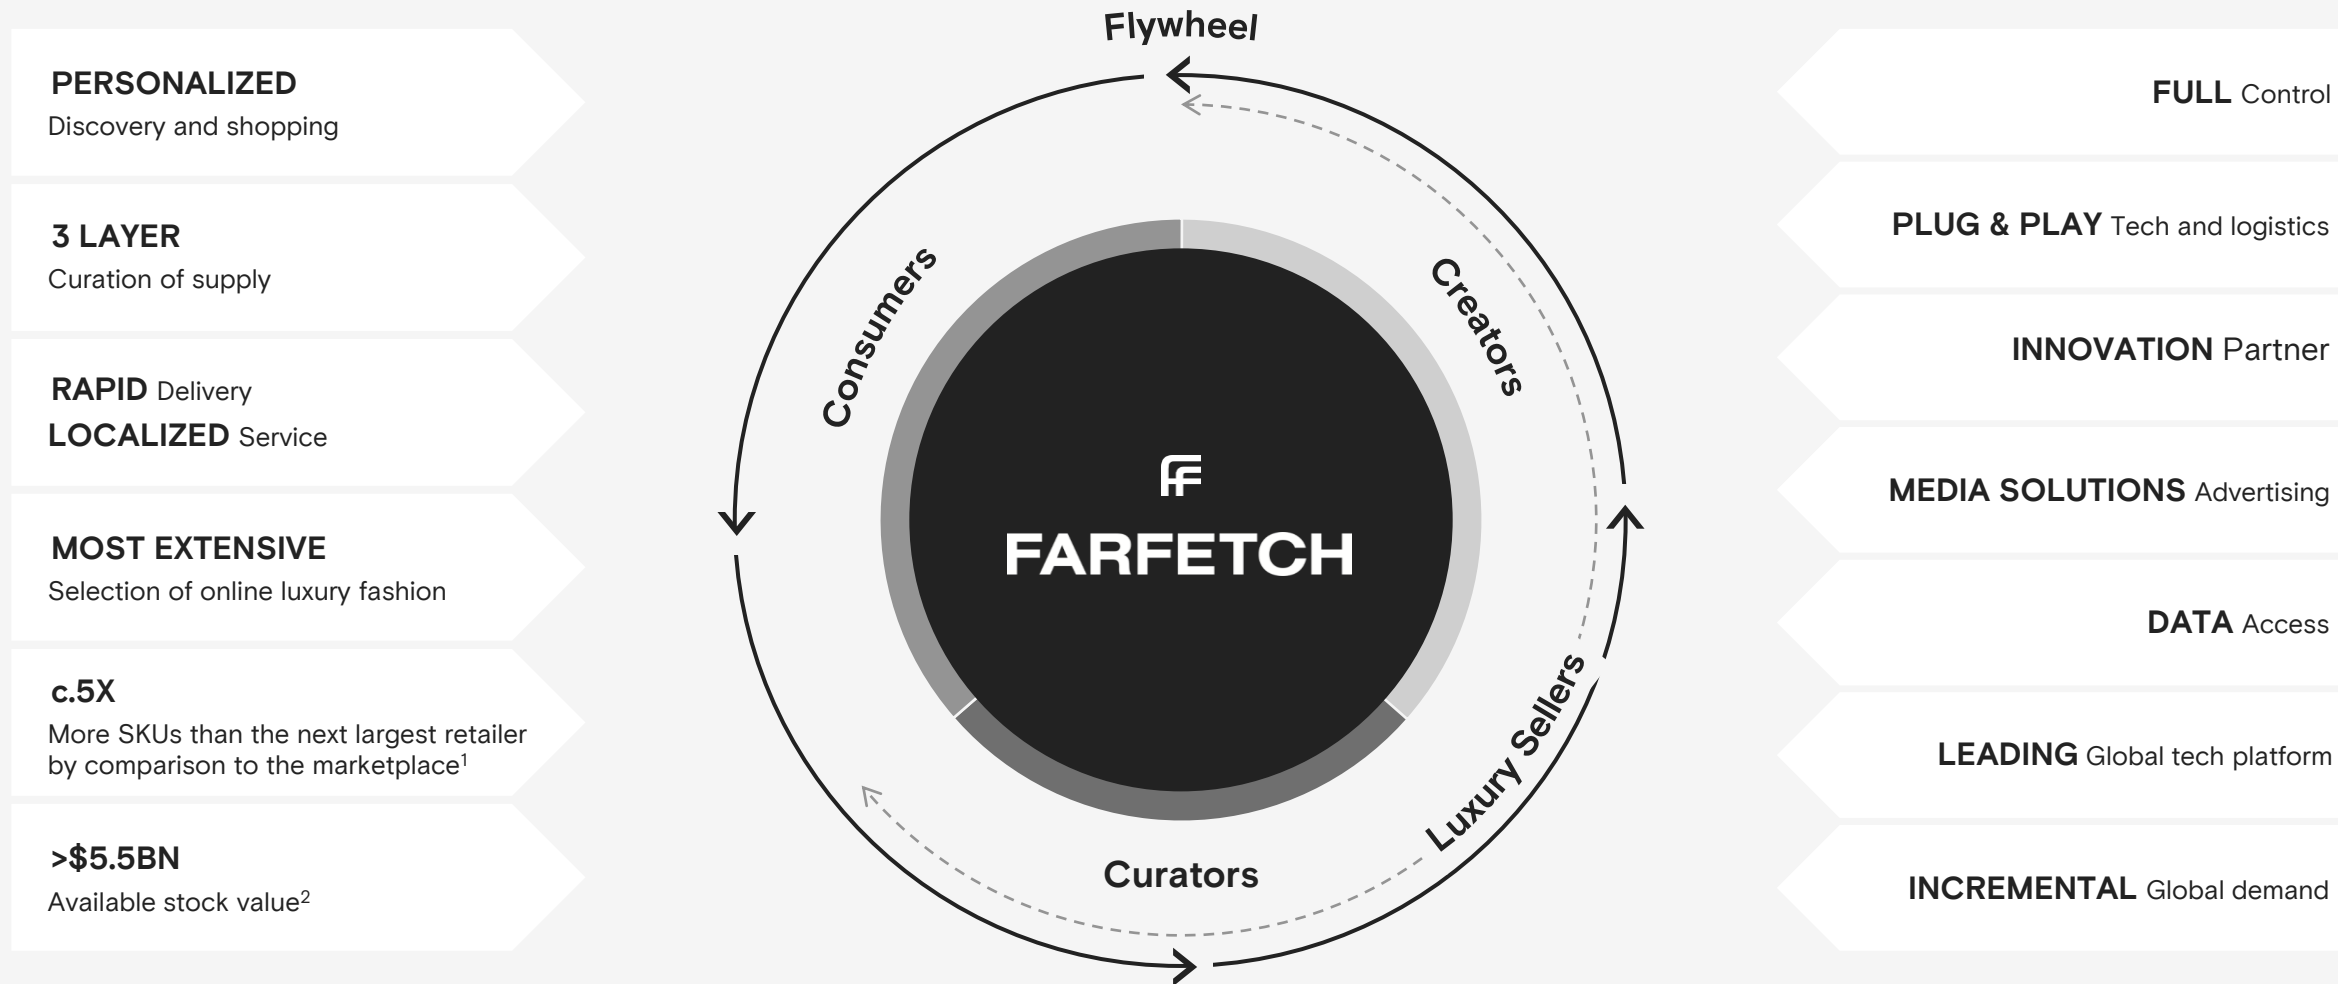 PERSONALIZED
Discovery and shopping
3 LAYER
Curation of supply
RAPID Delivery
LOCALIZED Service
MOST EXTENSIVE
Selection of online luxury fashion
c.5X
More SKUs than the next largest retailer
by comparison to the marketplace¹
>$5.5BN
Available stock value²
Flywheel
Consumers
Creators
FARFETCH
Luxury Sellers
Curators
FULL Control
PLUG & PLAY Tech and logistics
INNOVATION Partner
MEDIA SOLUTIONS Advertising
DATA Access
LEADING Global tech platform
INCREMENTAL Global demand